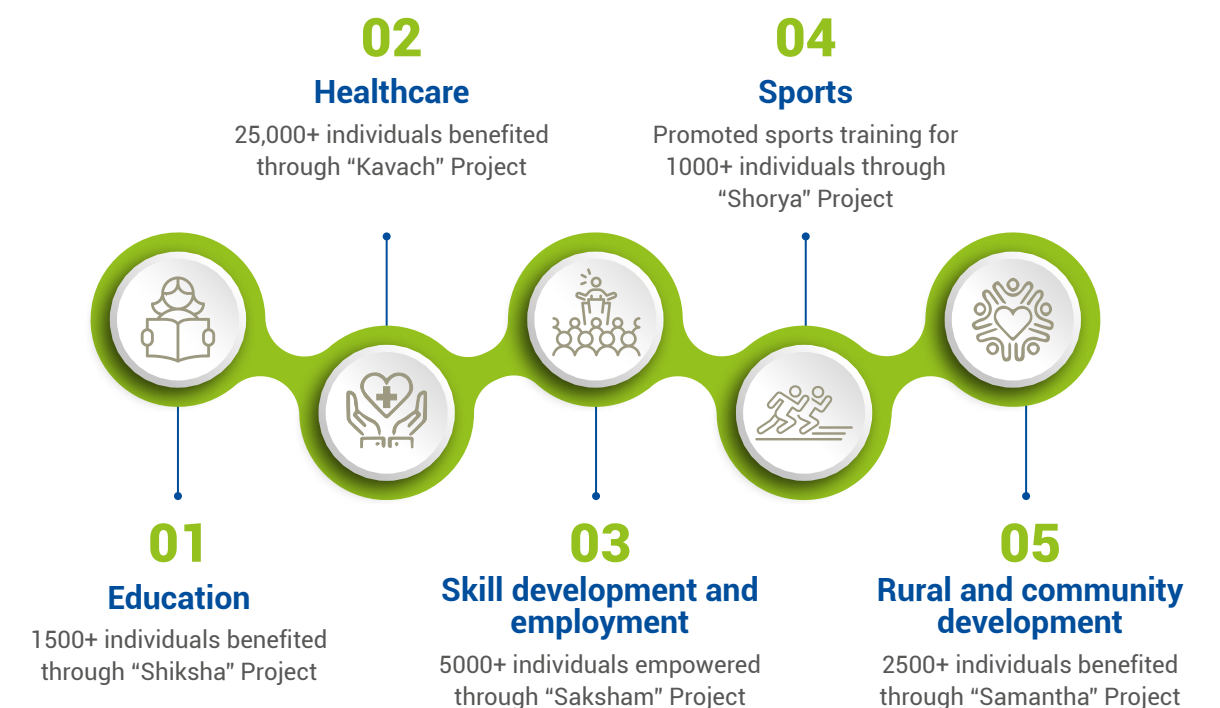 02
Healthcare
25,000+ individuals benefited
through “Kavach” Project
04
Sports
Promoted sports training for
1000+ individuals through
“Shorya” Project
01
Education
1500+ individuals benefited
through “Shiksha” Project
03
Skill development and
employment
5000+ individuals empowered
through “Saksham” Project
05
Rural and community
development
2500+ individuals benefited
through “Samantha” Project